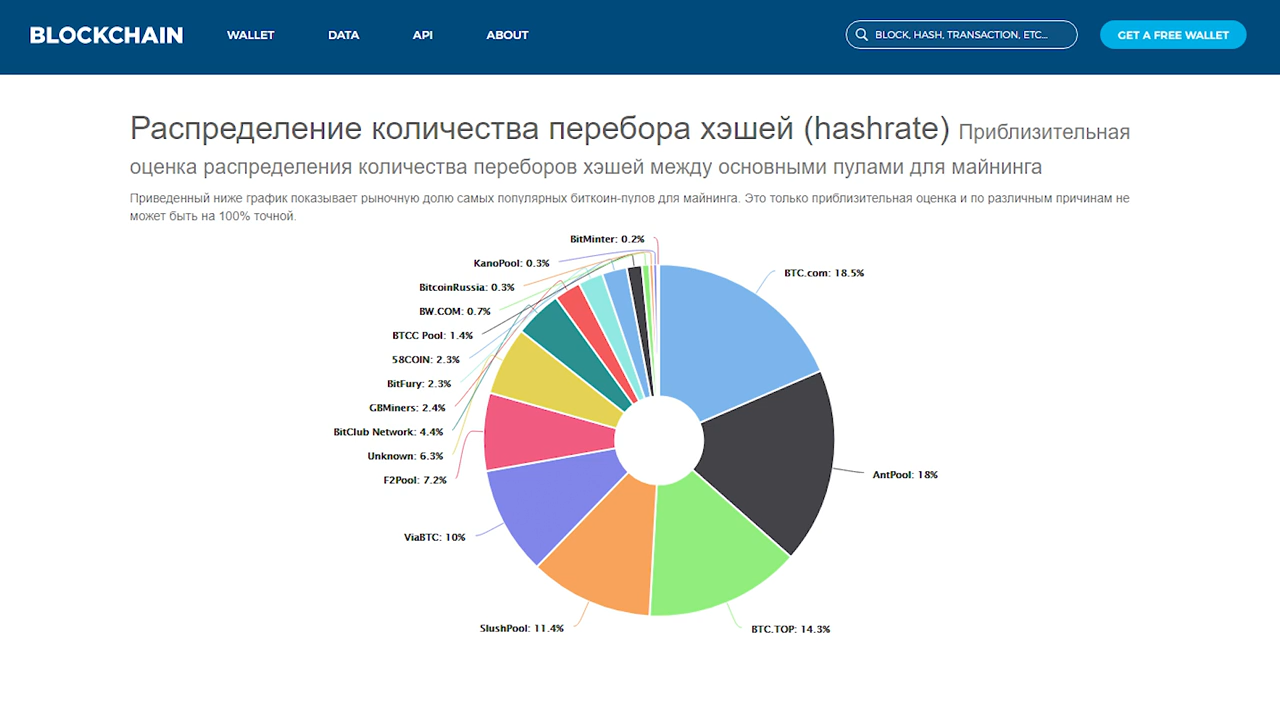 BLOCKCHAIN
WALLET
DATA
API
ABOUT
BLOCK, HASH, TRANSACTION, ETC...
GET A FREE WALLET
Распределение количества перебора хэшей (hashrate) Приблизительная
оценка распределения количества переборов хэшей между основными пулами для майнинга
Приведенный ниже график показывает рыночную долю самых популярных биткоин-пулов для майнинга. Это только приблизительная оценка и по различным причинам не
может быть на 100% точной.
BitMinter: 0.2%
KanoPool: 0.3%
BTC.com: 18.5%
BitcoinRussia: 0.3%
BW.COM: 0.7%
BTCC Pool: 1.4%
58COIN: 2.3%
BitFury: 2.3%
GBMiners: 2.4%
BitClub Network: 4.4%
Unknown: 6.3%
AntPool: 18%
F2Pool: 7.2%
ViaBTC: 10%
SlushPool: 11.4%
BTC.TOP: 14.3%